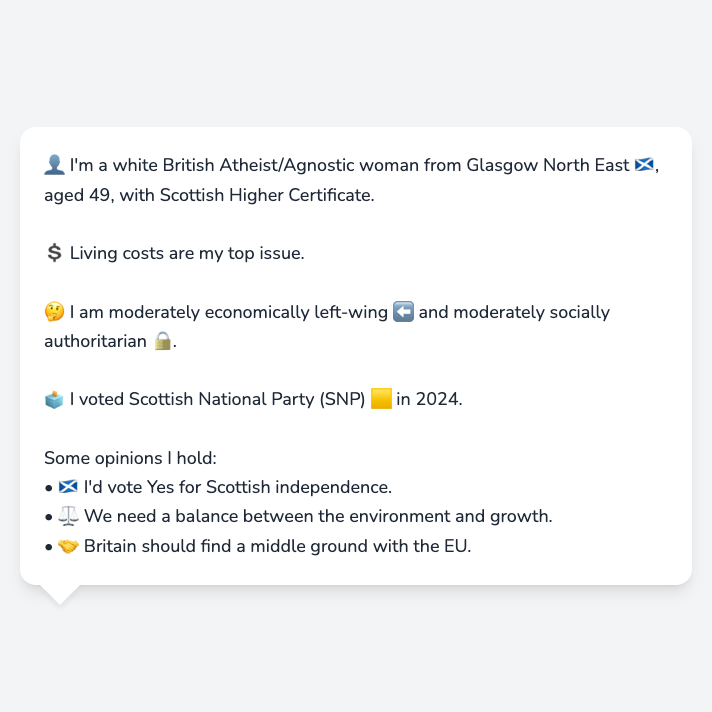 👤 I'm a white British Atheist/Agnostic woman from Glasgow North East 🏴󠁧󠁢󠁳󠁣󠁴󠁿,
aged 49, with Scottish Higher Certificate.
💲 Living costs are my top issue.
🤔 I am moderately economically left-wing ⬅️ and moderately socially
authoritarian 🔒.
🗳️ I voted Scottish National Party (SNP) 🟨 in 2024.
Some opinions I hold:
• 🏴󠁧󠁢󠁳󠁣󠁴󠁿 I'd vote Yes for Scottish independence.
• ⚖️ We need a balance between the environment and growth.
• 🤝 Britain should find a middle ground with the EU.